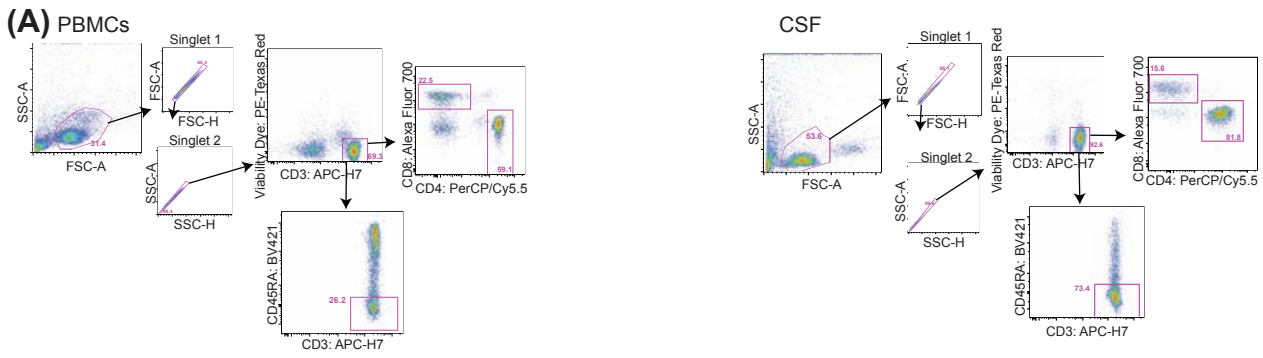 (A) PBMCs
Singlet 1
SSC-A
FSC-A
31.4
FSC-A
FSC-H
Singlet 2
SSC-A
SSC-H
Viability Dye: PE-Texas Red
69.3
CD3: APC-H7
CD8: Alexa Fluor 700
22.5
59.1
CD4: PerCP/Cy5.5
CD45RA: BV421
26.2
CD3: APC-H7
CSF
Singlet 1
BSC-A
53.6
FSC-A
FSC-A
FSC-H
Singlet 2
SSC-A
SSC-H
Viability Dye: PE-Texas Red
92.6
CD3: APC-H7
CD8: Alexa Fluor 700
15.6
81.8
CD4: PerCP/Cy5.5
CD45RA: BV421
73.4
CD3: APC-H7